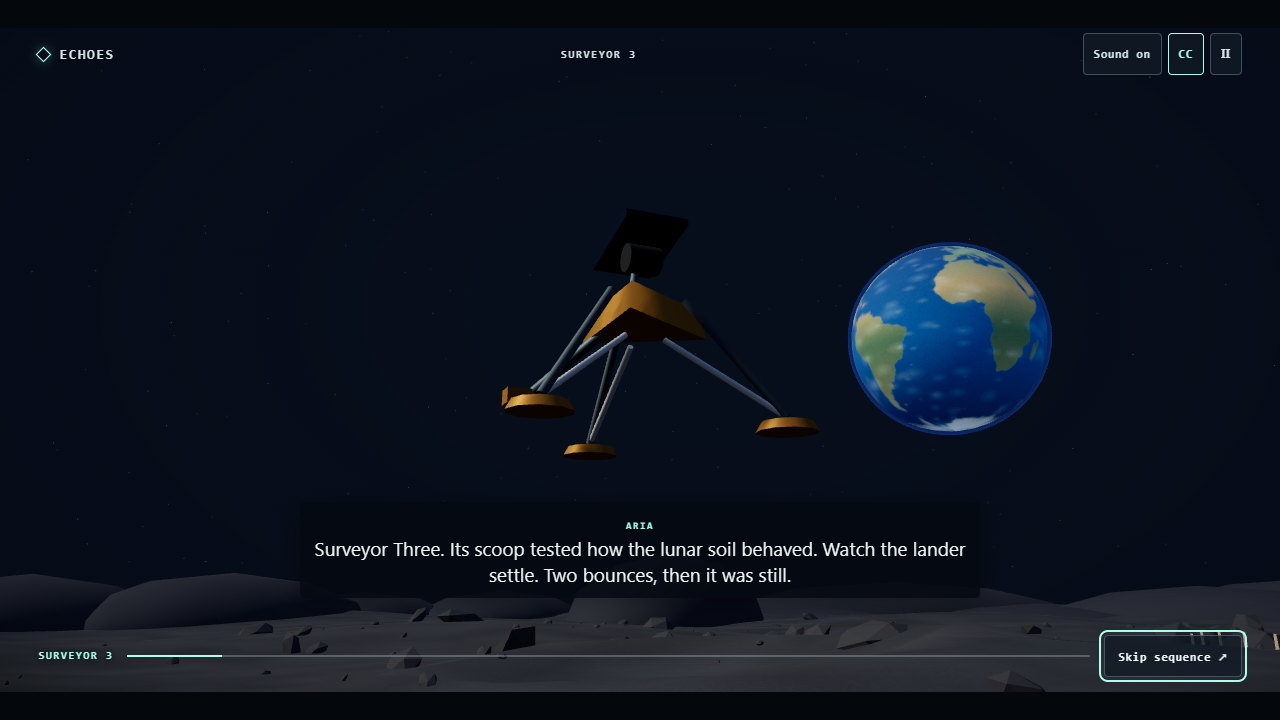 ECHOES
SURVEYOR 3
Sound on
CC
II
ARIA
Surveyor Three. Its scoop tested how the lunar soil behaved. Watch the lander
settle. Two bounces, then it was still.
SURVEYOR 3
Skip sequence ↗